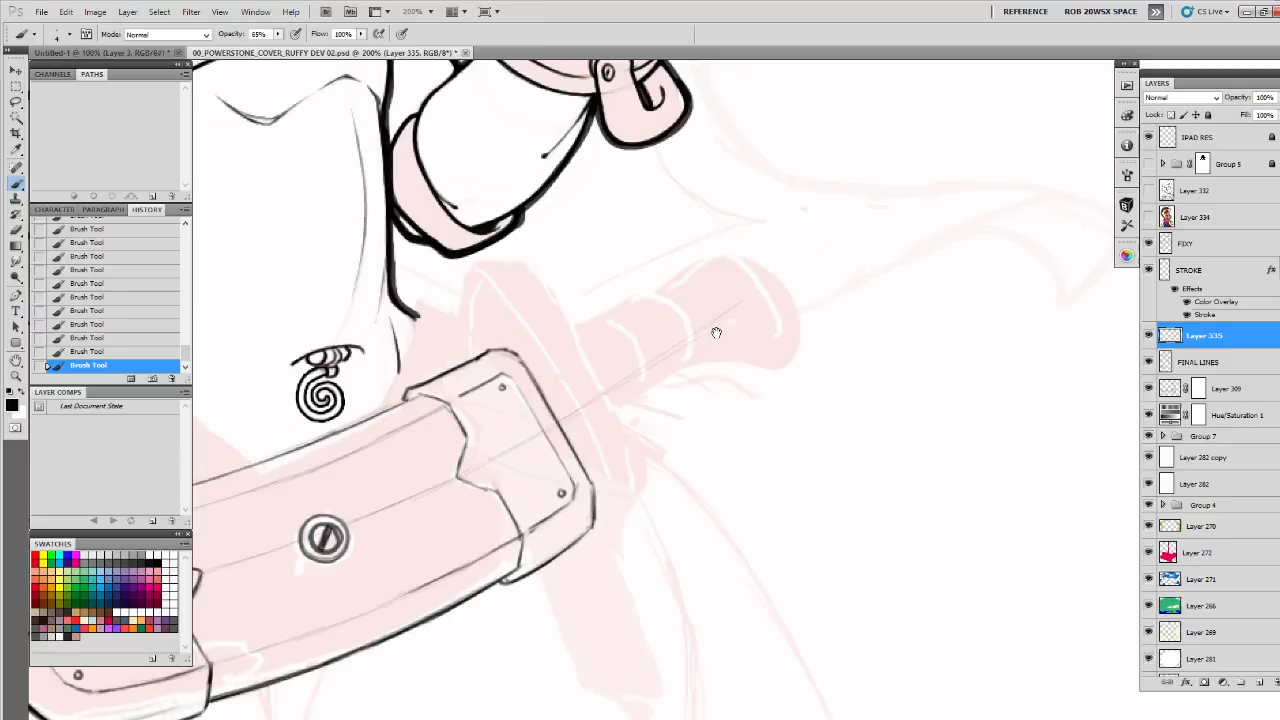 Ps File Edit Image Layer Select Filter View Window Help Br Mb 200% REFERENCE ROB 20WSX SPACE CS Live
4 Mode: Normal Opacity: 65% Flow: 100%
Untitled-1 @ 100% (Layer 3, RGB/8#) * 00_POWERSTONE_COVER_RUFFY DEV 02.psd @ 200% (Layer 335, RGB/8*) *
CHANNELS PATHS
CHARACTER PARAGRAPH HISTORY
Brush Tool
Brush Tool
Brush Tool
Brush Tool
Brush Tool
Brush Tool
Brush Tool
Brush Tool
Brush Tool
Brush Tool
Brush Tool
LAYER COMPS
Last Document State
SWATCHES
LAYERS
Normal Opacity: 100%
Lock: Fill: 100%
IPAD RES
Group 5
Layer 332
Layer 334
FIXY
STROKE fx
Effects
Color Overlay
Stroke
Layer 335
FINAL LINES
Layer 309
Hue/Saturation 1
Group 7
Layer 282 copy
Layer 282
Group 4
Layer 270
Layer 272
Layer 271
Layer 266
Layer 269
Layer 281